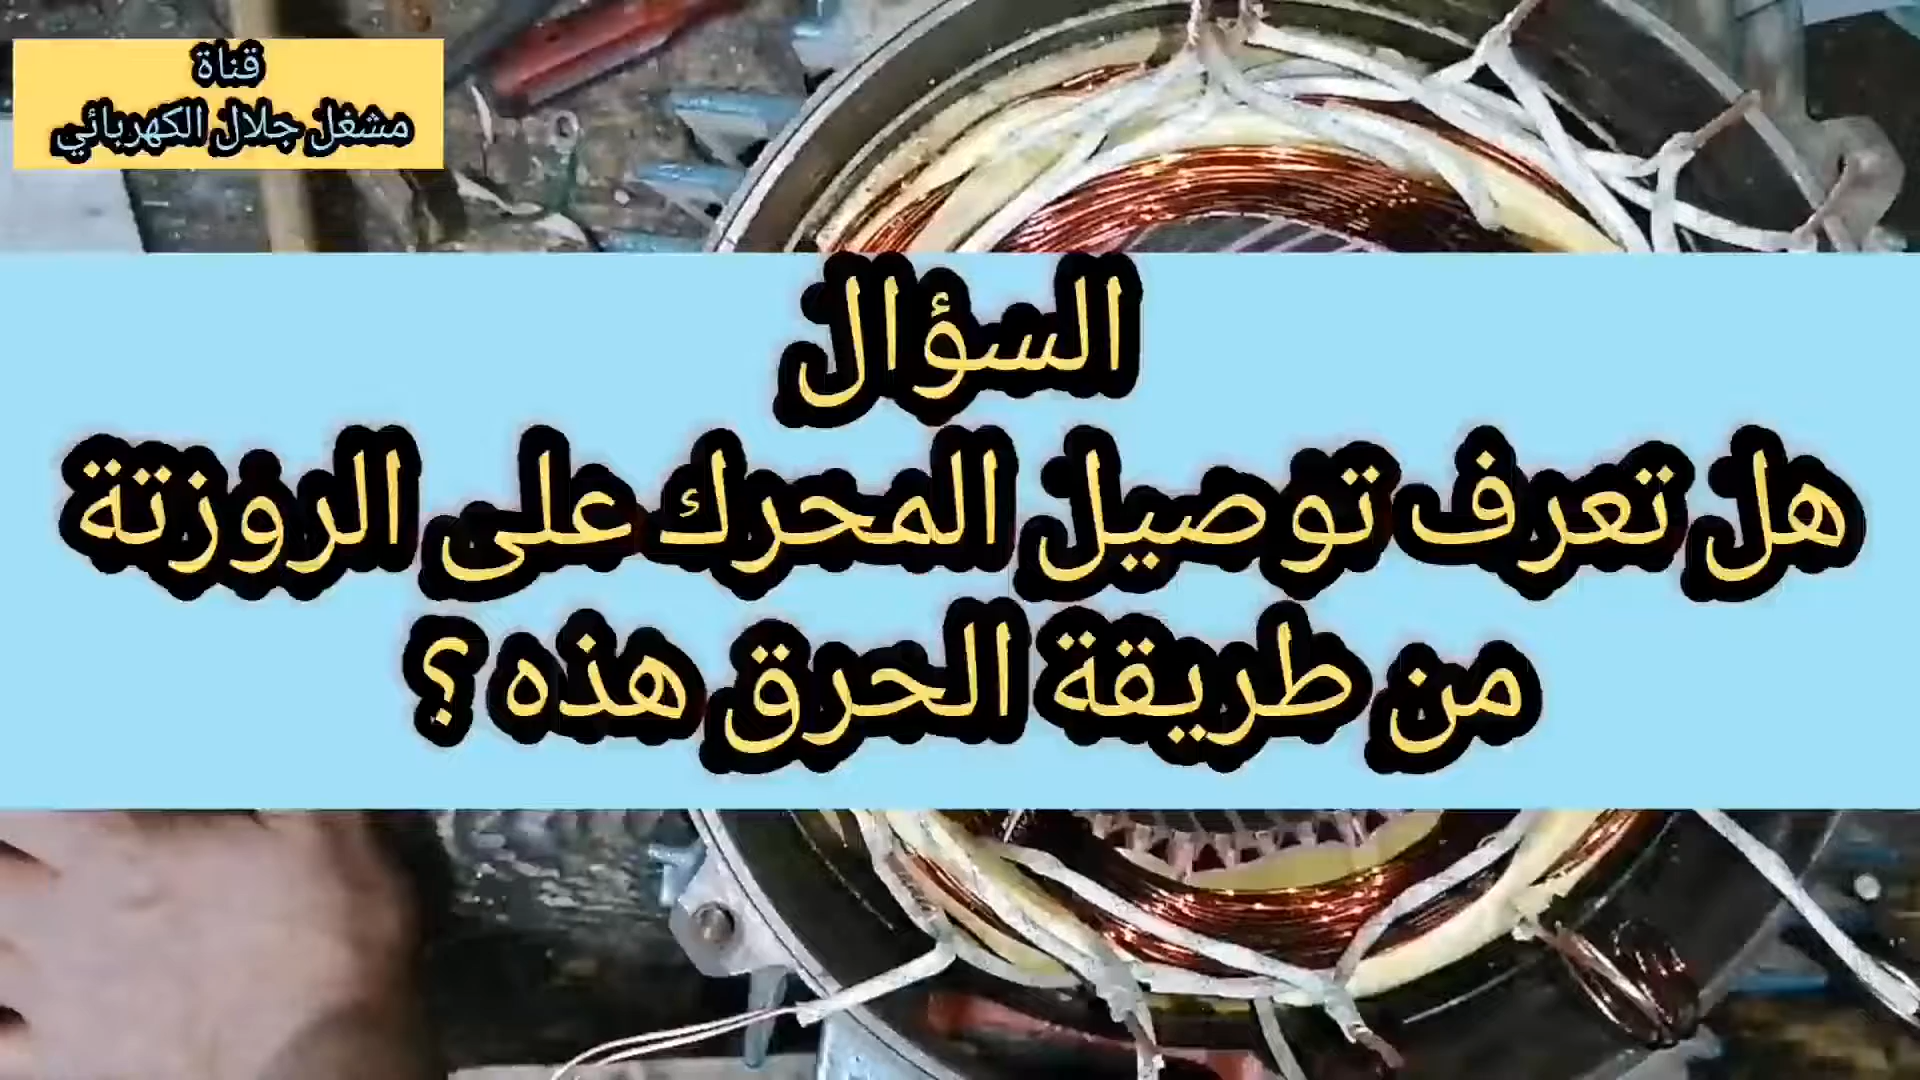 قناة
مشغل جلال الكهربائي
السؤال
هل تعرف توصيل المحرك على الروزتة
من طريقة الحرق هذه ؟